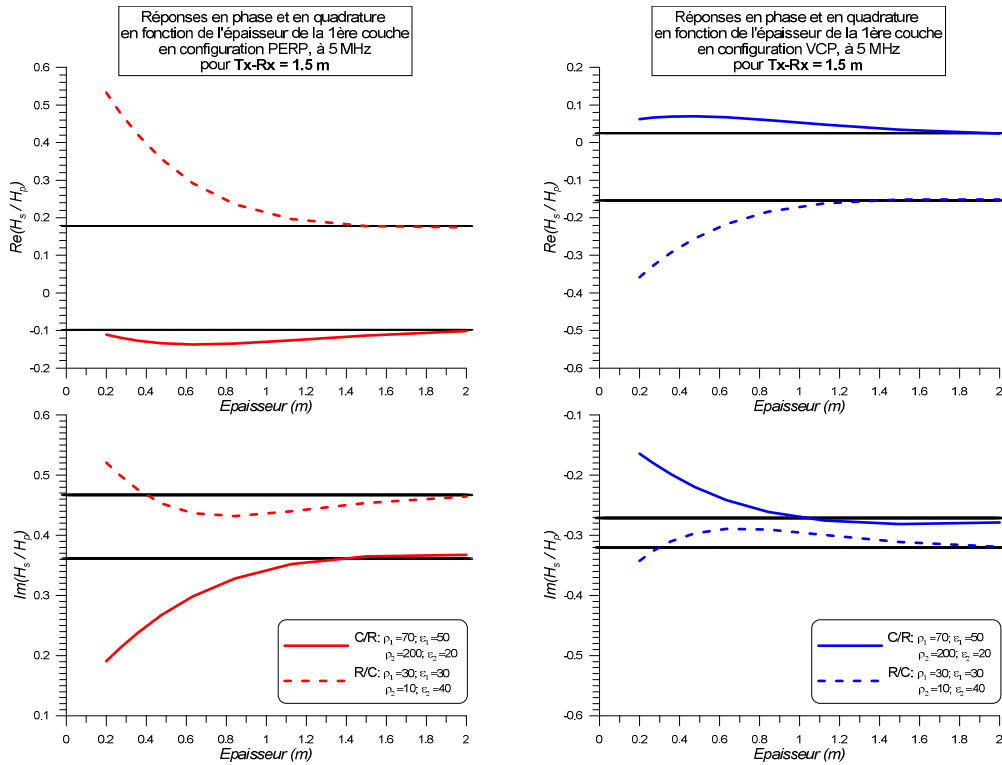 Réponses en phase et en quadrature
en fonction de l'épaisseur de la 1ère couche
en configuration PERP, à 5 MHz
pour Tx-Rx = 1.5 m
0.6
0.5
0.4
0.3
0.2
0.1
0
-0.1
-0.2
Re(Hs / Hp)
0 0.2 0.4 0.6 0.8 1 1.2 1.4 1.6 1.8 2
Epaisseur (m)
Réponses en phase et en quadrature
en fonction de l'épaisseur de la 1ère couche
en configuration VCP, à 5 MHz
pour Tx-Rx = 1.5 m
0.2
0.1
0
-0.1
-0.2
-0.3
-0.4
-0.5
-0.6
Re(Hs / Hp)
0 0.2 0.4 0.6 0.8 1 1.2 1.4 1.6 1.8 2
Epaisseur (m)
0.6
0.5
0.4
0.3
0.2
0.1
Im(Hs / Hp)
0 0.2 0.4 0.6 0.8 1 1.2 1.4 1.6 1.8 2
Epaisseur (m)
C/R: ρ1 =70; ε1 =50
ρ2 =200; ε2 =20
R/C: ρ1 =30; ε1 =30
ρ2 =10; ε2 =40
-0.1
-0.2
-0.3
-0.4
-0.5
-0.6
Im(Hs / Hp)
0 0.2 0.4 0.6 0.8 1 1.2 1.4 1.6 1.8 2
Epaisseur (m)
C/R: ρ1 =70; ε1 =50
ρ2 =200; ε2 =20
R/C: ρ1 =30; ε1 =30
ρ2 =10; ε2 =40